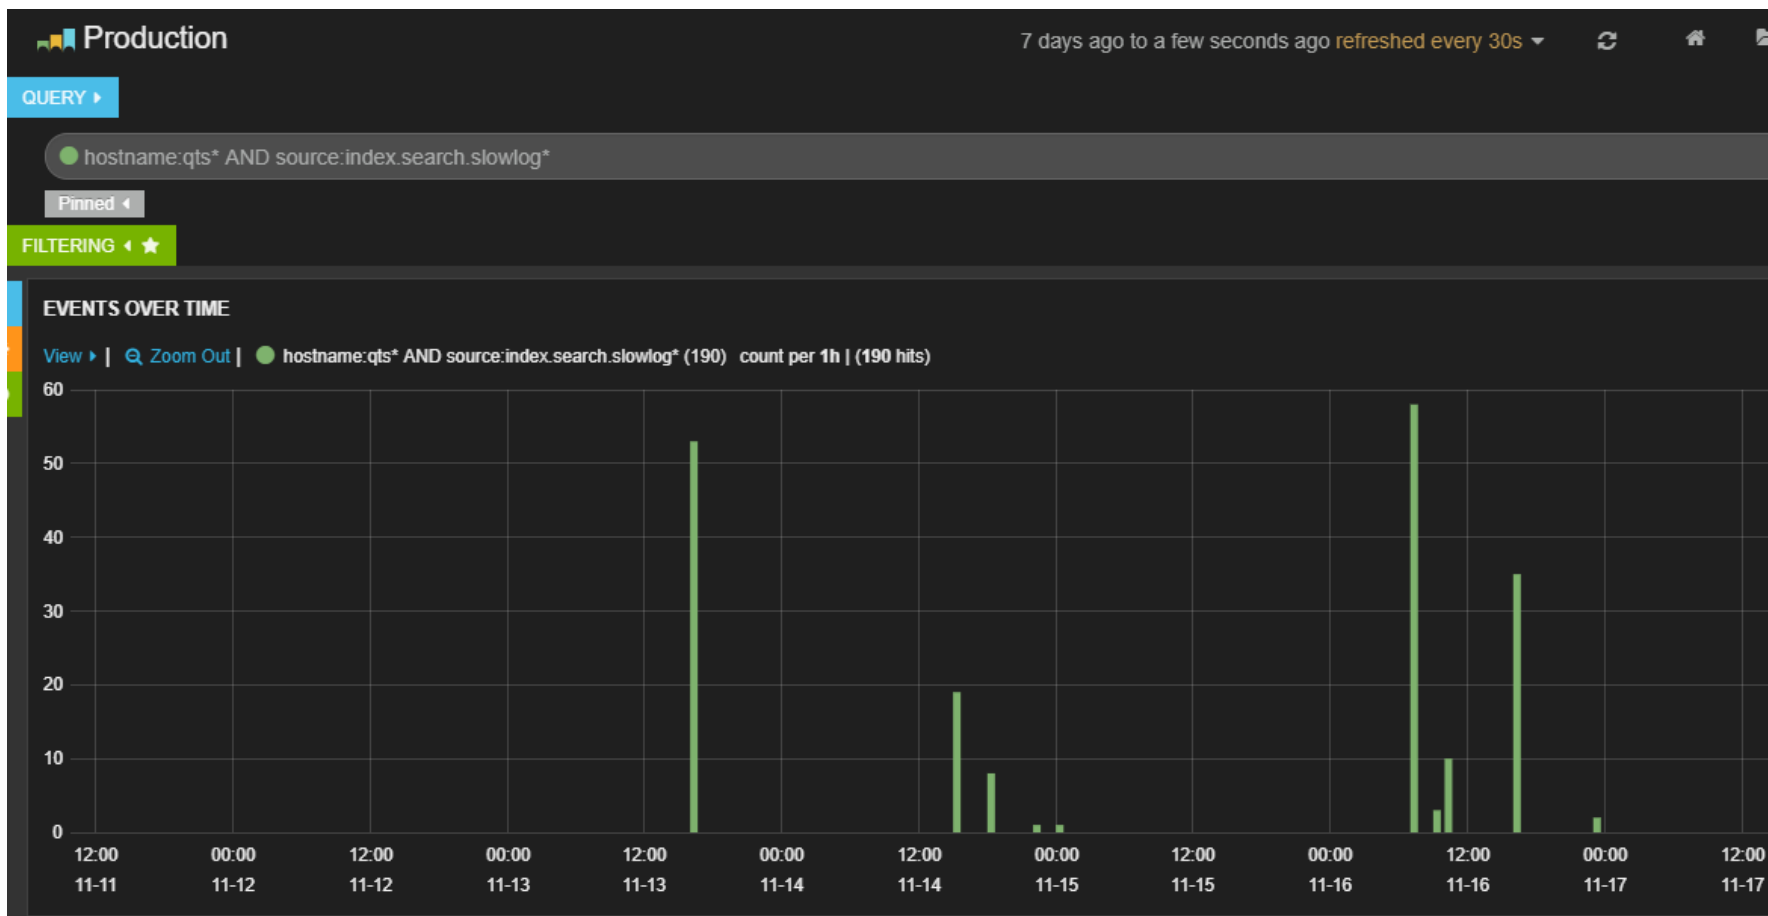 Production
7 days ago to a few seconds ago refreshed every 30s
QUERY
hostname:qts* AND source:index.search.slowlog*
Pinned
FILTERING
EVENTS OVER TIME
View | Zoom Out | hostname:qts* AND source:index.search.slowlog* (190) count per 1h | (190 hits)
60
50
40
30
20
10
0
12:00 00:00 12:00 00:00 12:00 00:00 12:00 00:00 12:00 00:00 12:00 00:00 12:00
11-11 11-12 11-12 11-13 11-13 11-14 11-14 11-15 11-15 11-16 11-16 11-17 11-17